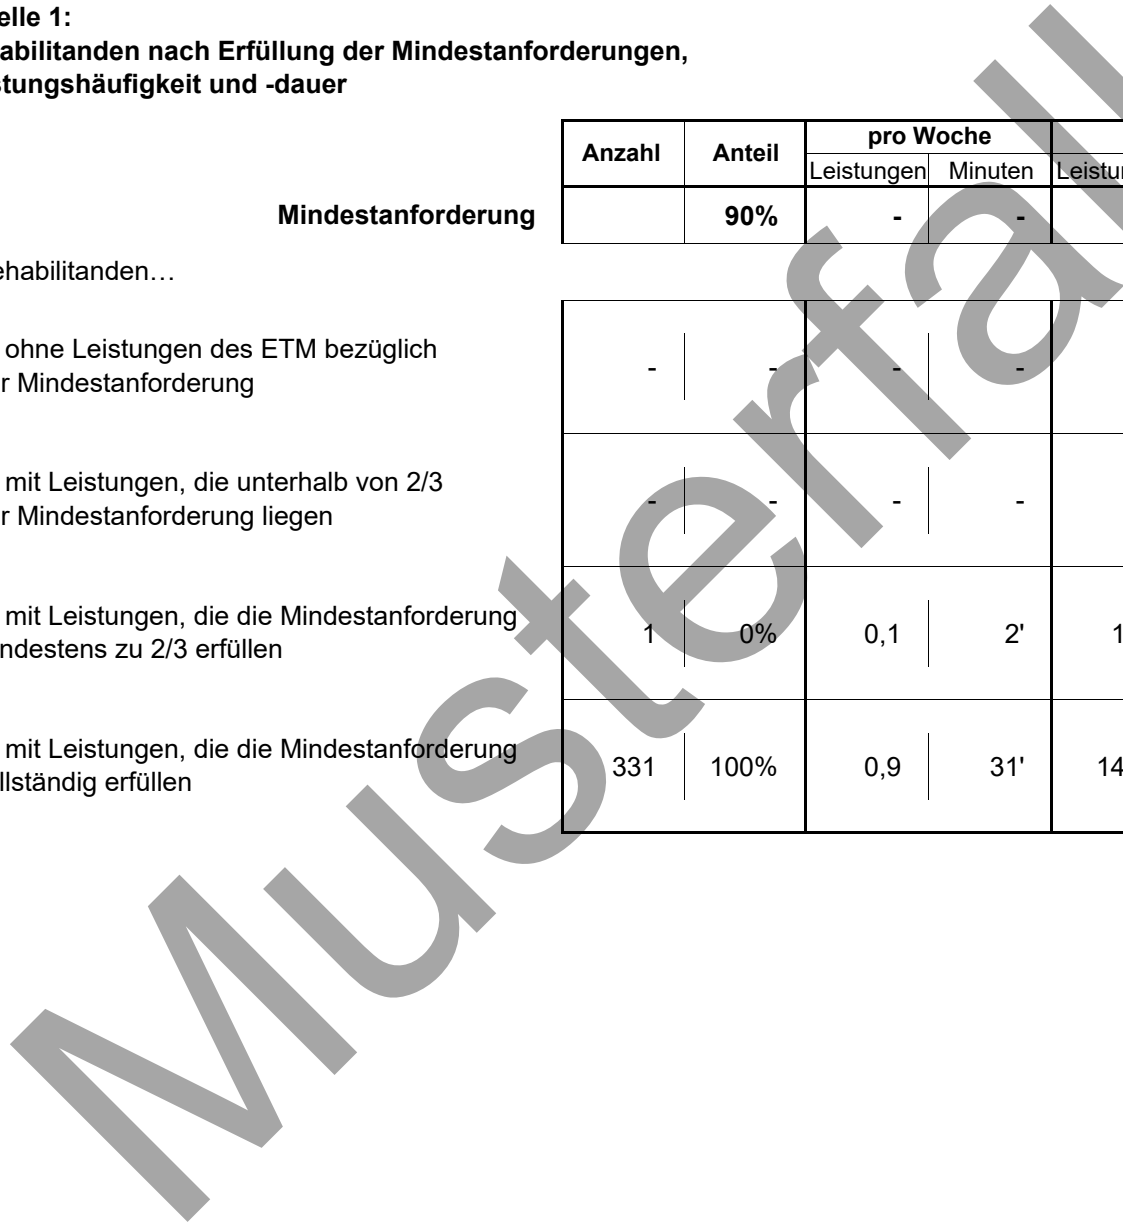 elle 1:
abilitanden nach Erfüllung der Mindestanforderungen,
stungshäufigkeit und -dauer
Anzahl Anteil pro Woche
Leistungen Minuten Leistu
Mindestanforderung 90% - -
ehabilitanden…
ohne Leistungen des ETM bezüglich
r Mindestanforderung
- - - -
mit Leistungen, die unterhalb von 2/3
r Mindestanforderung liegen
- - - -
mit Leistungen, die die Mindestanforderung
ndestens zu 2/3 erfüllen
1 0% 0,1 2' 1
mit Leistungen, die die Mindestanforderung
llständig erfüllen
331 100% 0,9 31' 14
Musterfall